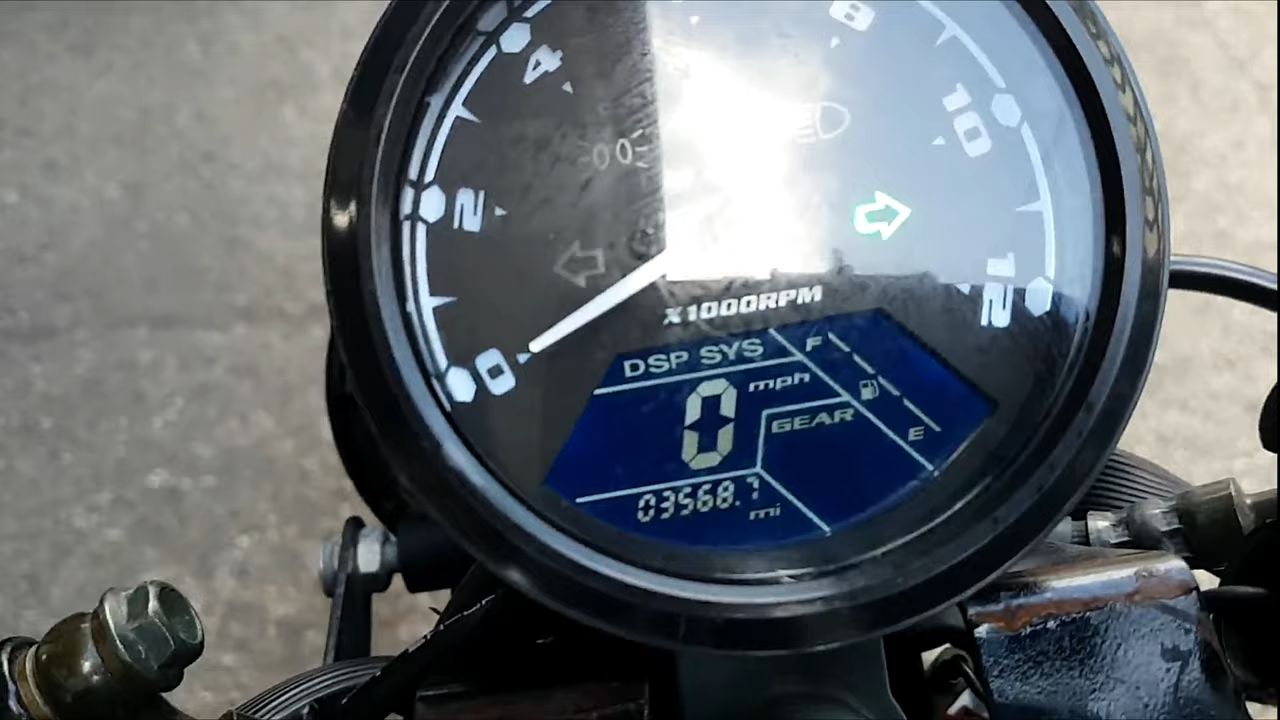 4
8
10
2
12
0
X1000RPM
DSP SYS
F
0 mph
GEAR
E
03568.7
mi